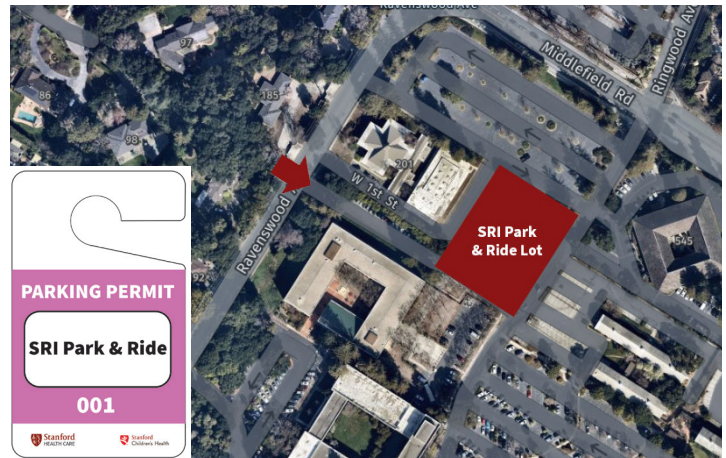 Ravenswood Ave
97
Middlefield Rd
Ringwood Ave
86
185
98
201
W 1st St
Ravenswood
SRI Park
& Ride Lot
545
PARKING PERMIT
SRI Park & Ride
001
Stanford
HEALTH CARE
Stanford
Children's Health